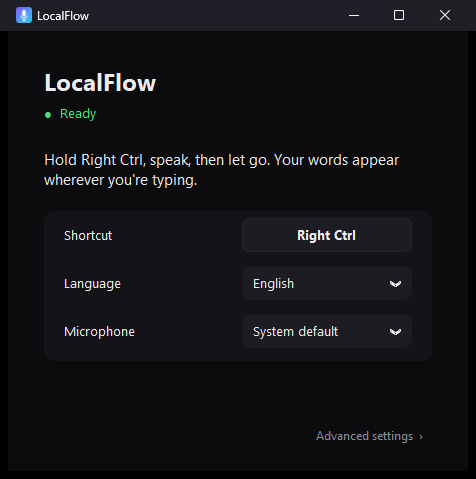 LocalFlow
LocalFlow
Ready
Hold Right Ctrl, speak, then let go. Your words appear
wherever you're typing.
Shortcut Right Ctrl
Language English
Microphone System default
Advanced settings ›